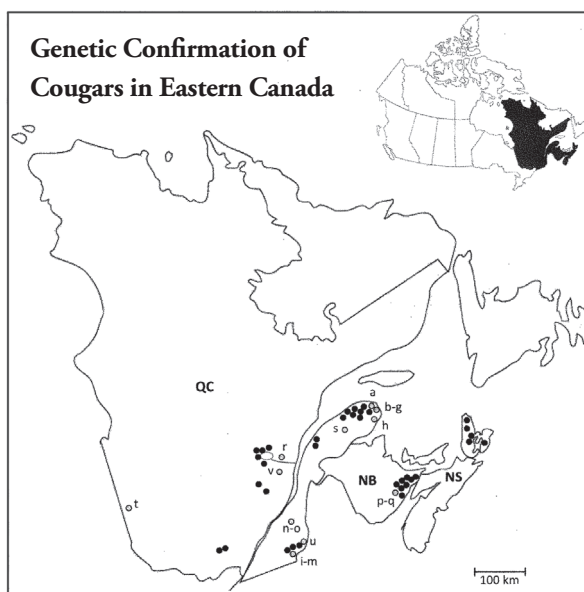 Genetic Confirmation of
Cougars in Eastern Canada
QC
a
b-g
h
s
r
v
NB
NS
p-q
t
n-o
u
i-m
100 km